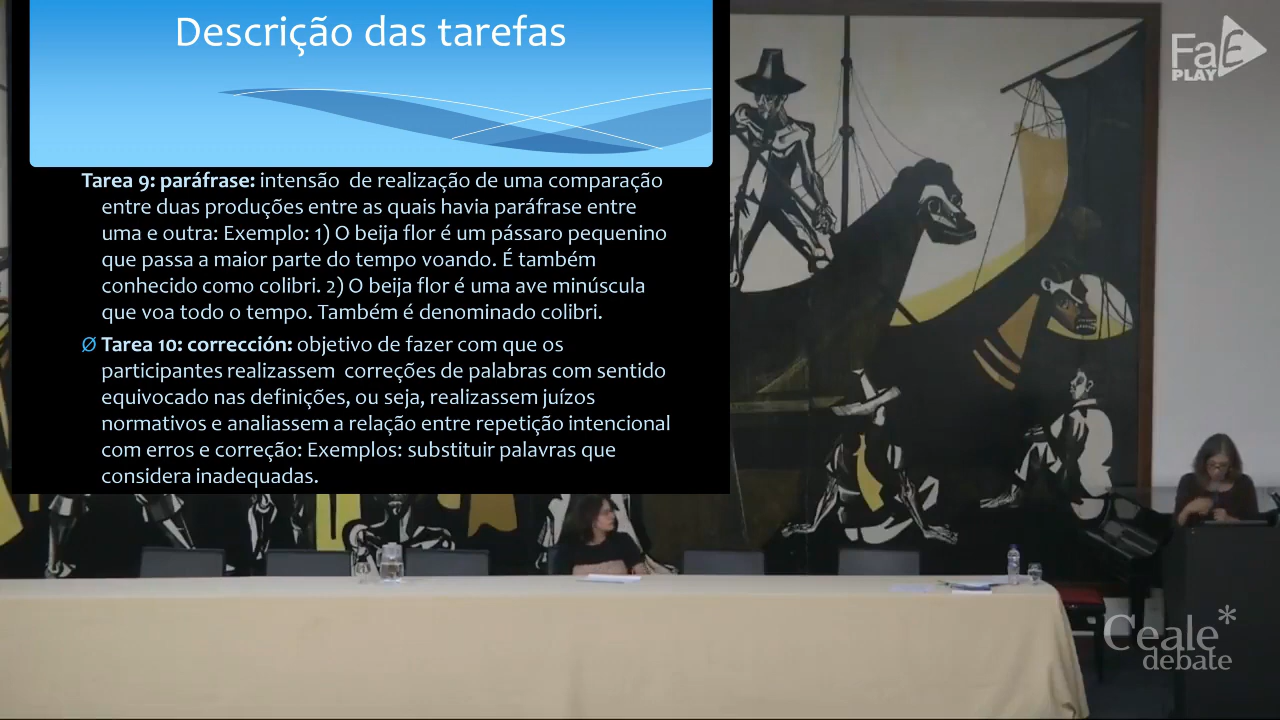 Descrição das tarefas
FaE
PLAY
Tarea 9: paráfrase: intensão de realização de uma comparação
entre duas produções entre as quais havia paráfrase entre
uma e outra: Exemplo: 1) O beija flor é um pássaro pequenino
que passa a maior parte do tempo voando. É também
conhecido como colibri. 2) O beija flor é uma ave minúscula
que voa todo o tempo. Também é denominado colibri.
Ø Tarea 10: corrección: objetivo de fazer com que os
participantes realizassem correções de palabras com sentido
equivocado nas definições, ou seja, realizassem juízos
normativos e analiassem a relação entre repetição intencional
com erros e correção: Exemplos: substituir palavras que
considera inadequadas.
Ceale*
debate